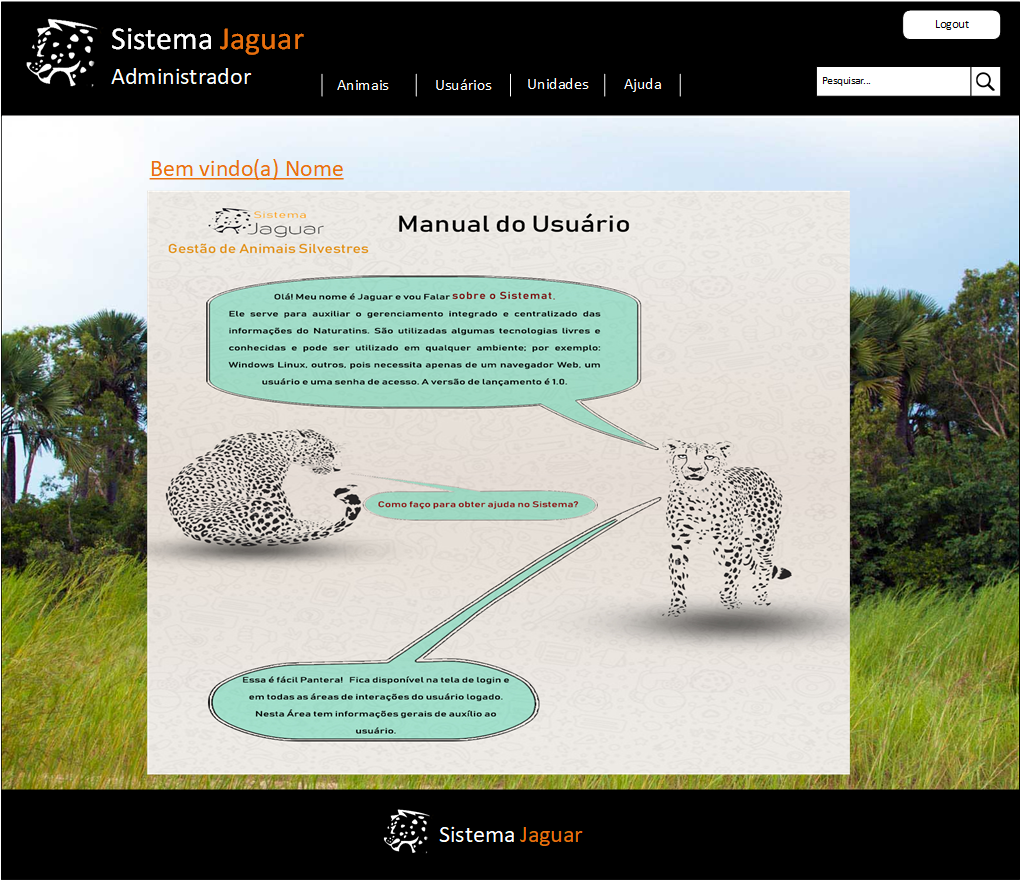 Logout
Sistema Jaguar
Administrador
Animais
Usuários
Unidades
Ajuda
Pesquisar...
Bem vindo(a) Nome
Sistema
Jaguar
Gestão de Animais Silvestres
Manual do Usuário
Olá! Meu nome é Jaguar e vou Falar sobre o Sistemat.
Ele serve para auxiliar o gerenciamento integrado e centralizado das
informações do Naturatins. São utilizadas algumas tecnologias livres e
conhecidas e pode ser utilizado em qualquer ambiente; por exemplo:
Windows Linux, outros, pois necessita apenas de um navegador Web, um
usuário e uma senha de acesso. A versão de lançamento é 1.0.
Como faço para obter ajuda no Sistema?
Essa é fácil Pantera! Fica disponível na tela de login e
em todas as áreas de interações do usuário logado.
Nesta Área tem informações gerais de auxílio ao
usuário.
Sistema Jaguar